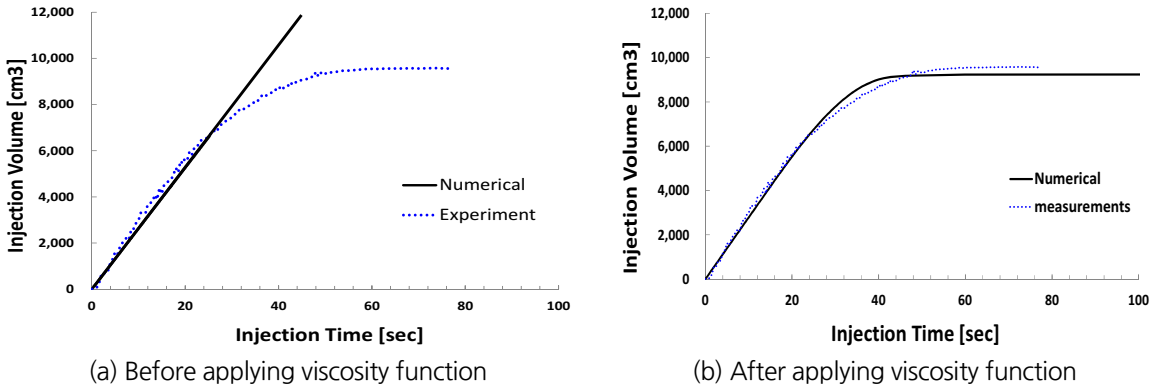 12,000
10,000
8,000
6,000
4,000
2,000
0
0 20 40 60 80 100
Injection Volume [cm3]
Injection Time [sec]
Numerical
Experiment
(a) Before applying viscosity function
12,000
10,000
8,000
6,000
4,000
2,000
0
0 20 40 60 80 100
Injection Volume [cm3]
Injection Time [sec]
Numerical
measurements
(b) After applying viscosity function